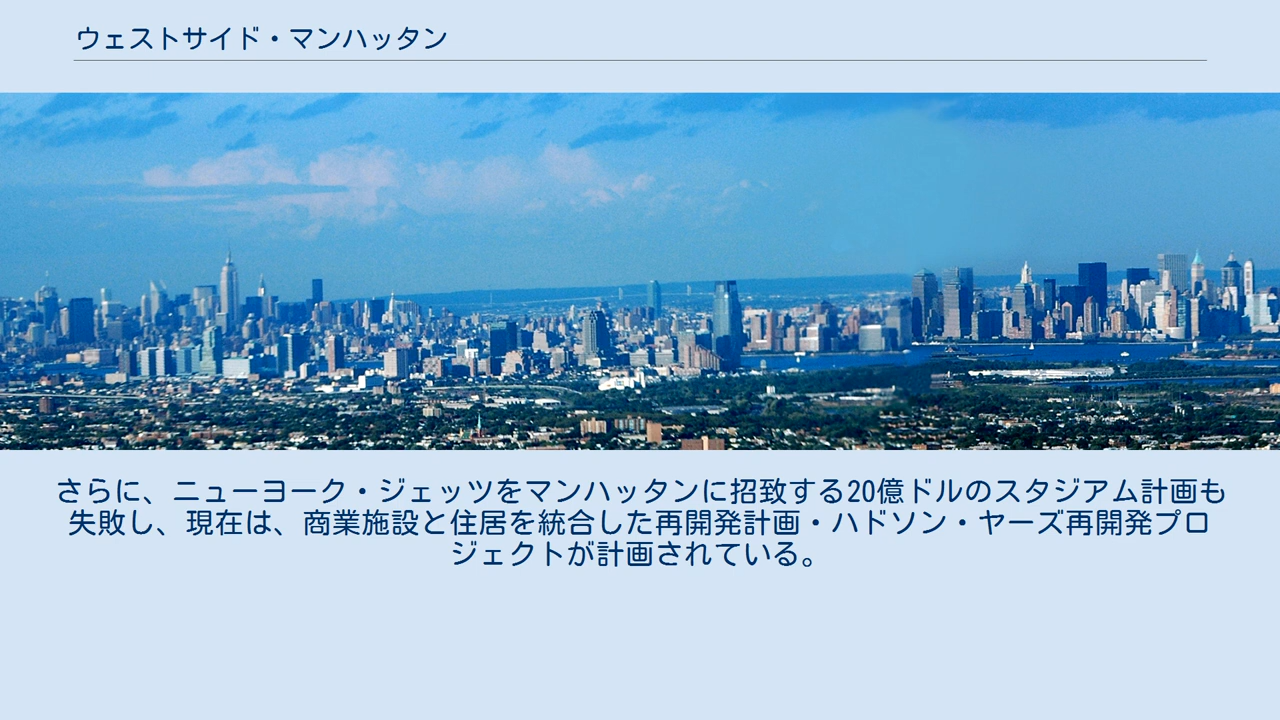 ウェストサイド・マンハッタン
さらに、ニューヨーク・ジェッツをマンハッタンに招致する20億ドルのスタジアム計画も
失敗し、現在は、商業施設と住居を統合した再開発計画・ハドソン・ヤーズ再開発プロ
ジェクトが計画されている。